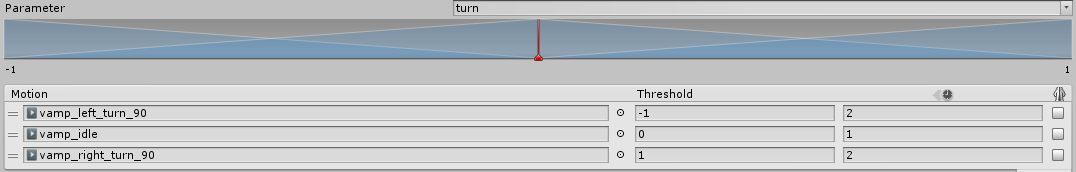 Parameter turn
-1 1
Motion Threshold
vamp_left_turn_90 -1 2
vamp_idle 0 1
vamp_right_turn_90 1 2